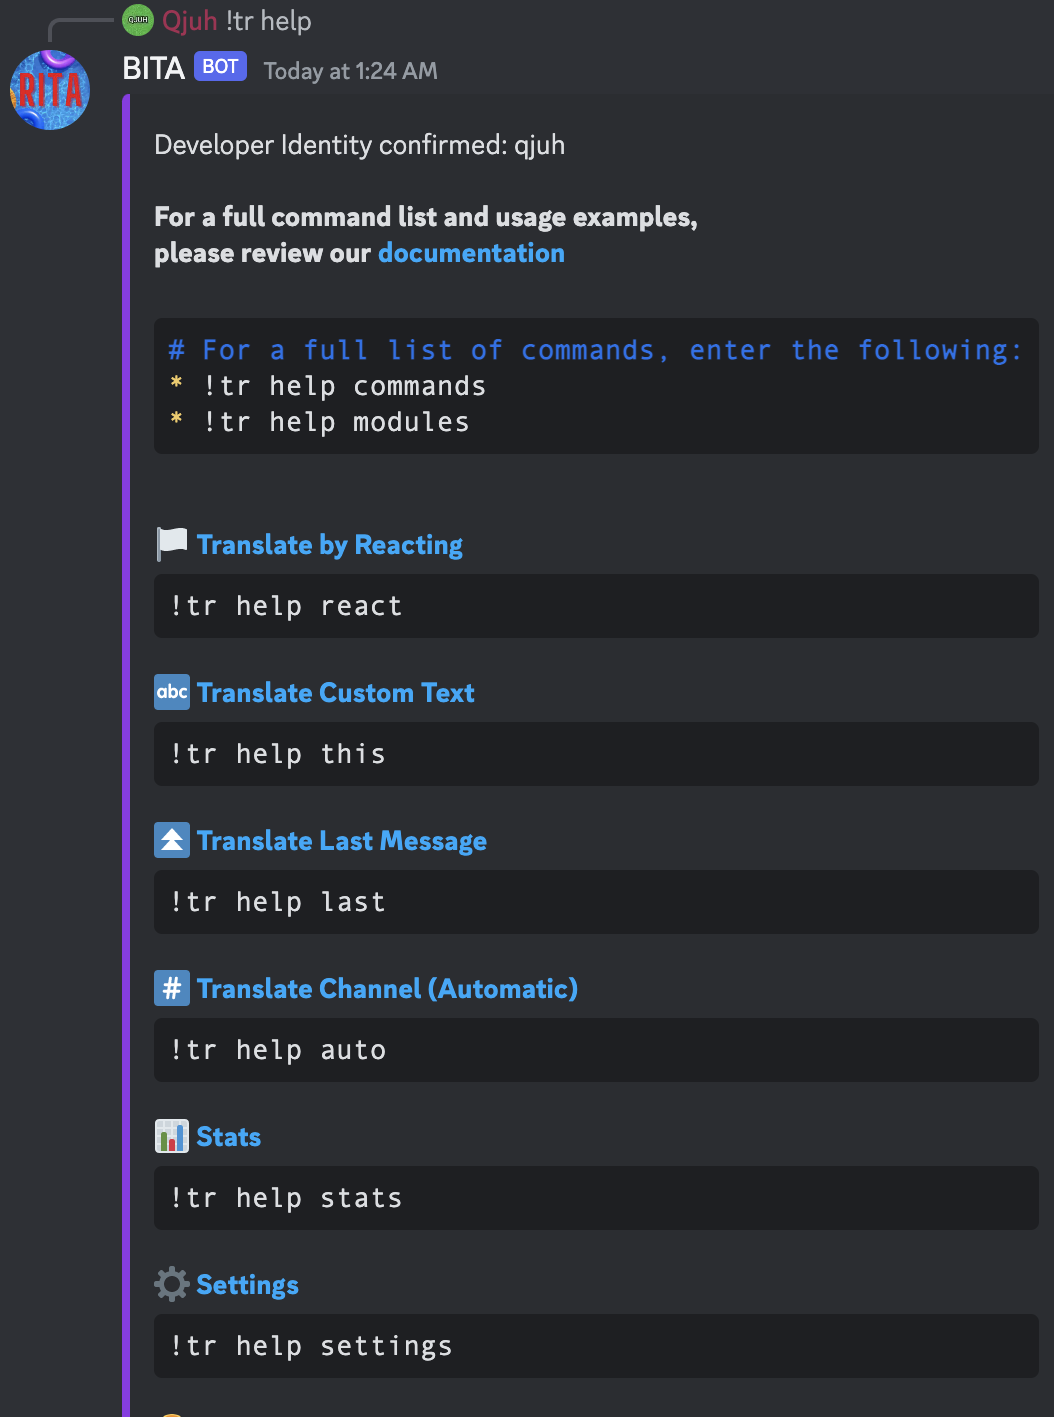 QJUH Qjuh !tr help
RITA
BITA BOT Today at 1:24 AM
Developer Identity confirmed: qjuh
For a full command list and usage examples,
please review our documentation
# For a full list of commands, enter the following:
* !tr help commands
* !tr help modules
Translate by Reacting
!tr help react
abc Translate Custom Text
!tr help this
Translate Last Message
!tr help last
# Translate Channel (Automatic)
!tr help auto
Stats
!tr help stats
Settings
!tr help settings